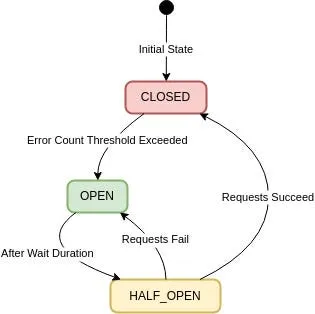 Initial State
CLOSED
Error Count Threshold Exceeded
OPEN
Requests Succeed
Requests Fail
After Wait Duration
HALF_OPEN